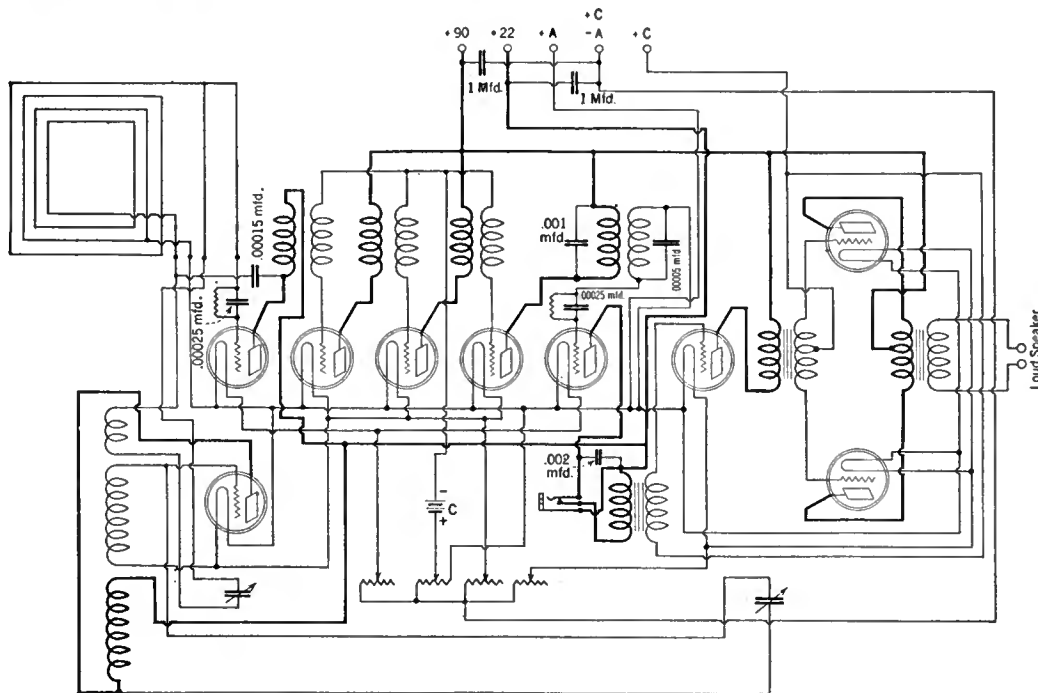 + C
+ 90 + 22 + A - A + C
1 Mfd.
1 Mfd.
.00015 mfd.
.001
mfd
.00005 mfd
.00025 mfd.
.00025 mfd.
Loud Speaker
.002
mfd.
-
C
+